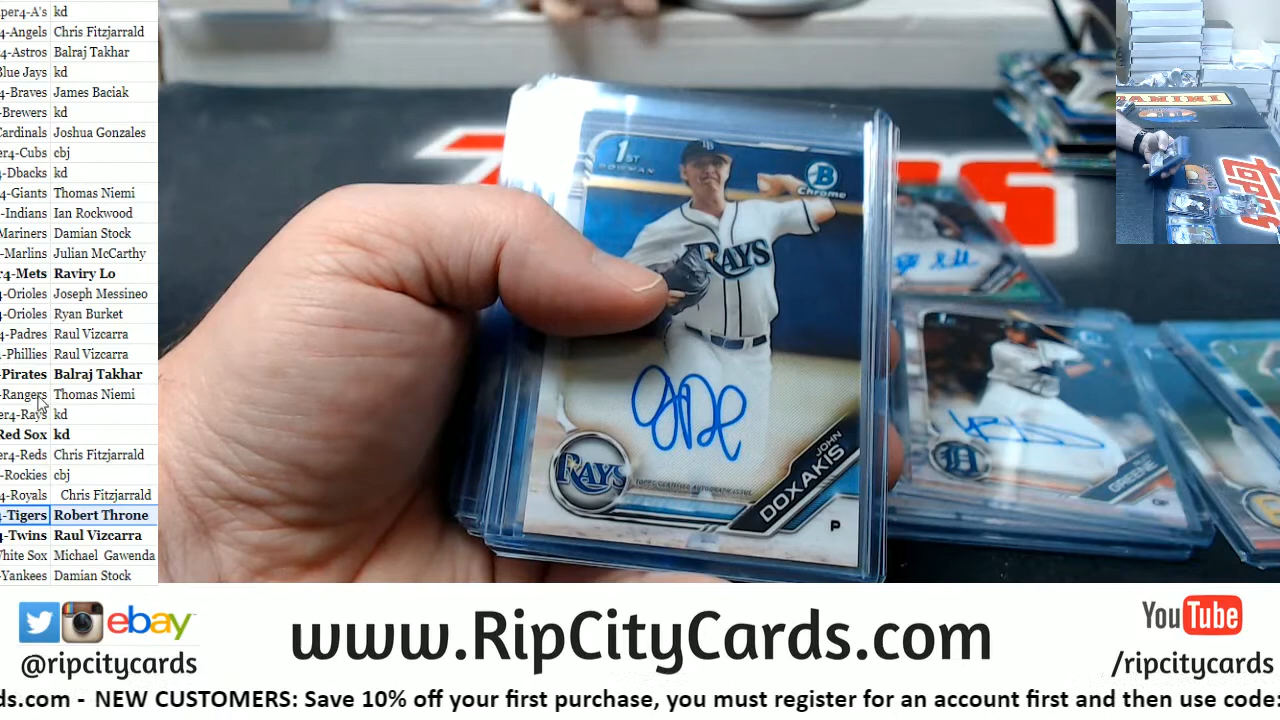 per4-A's kd
4-Angels Chris Fitzjarrald
4-Astros Balraj Takhar
Blue Jays kd
4-Braves James Baciak
-Brewers kd
Cardinals Joshua Gonzales
er4-Cubs cbj
-Dbacks kd
4-Giants Thomas Niemi
-Indians Ian Rockwood
Mariners Damian Stock
-Marlins Julian McCarthy
r4-Mets Raviry Lo
-Orioles Joseph Messineo
-Orioles Ryan Burket
-Padres Raul Vizcarra
-Phillies Raul Vizcarra
-Pirates Balraj Takhar
-Rangers Thomas Niemi
er4-Rays kd
Red Sox kd
er4-Reds Chris Fitzjarrald
-Rockies cbj
4-Royals Chris Fitzjarrald
-Tigers Robert Throne
4-Twins Raul Vizcarra
White Sox Michael Gawenda
-Yankees Damian Stock
1ST
BOWMAN
B
Chrome
RAYS
RAYS
TOPPS CERTIFIED AUTOGRAPH ISSUE
JOHN
DOXAKIS
P
D
GREENE
PANINI
ebay
@ripcitycards
www.RipCityCards.com
YouTube
/ripcitycards
ds.com - NEW CUSTOMERS: Save 10% off your first purchase, you must register for an account first and then use code: